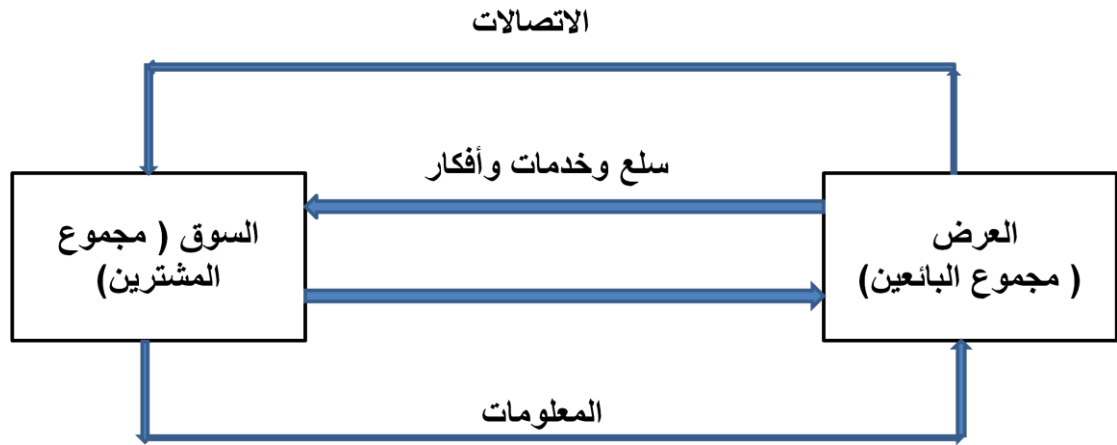 الاتصالات
سلع وخدمات وأفكار
العرض
( مجموع البائعين)
السوق ( مجموع
المشترين)
المعلومات